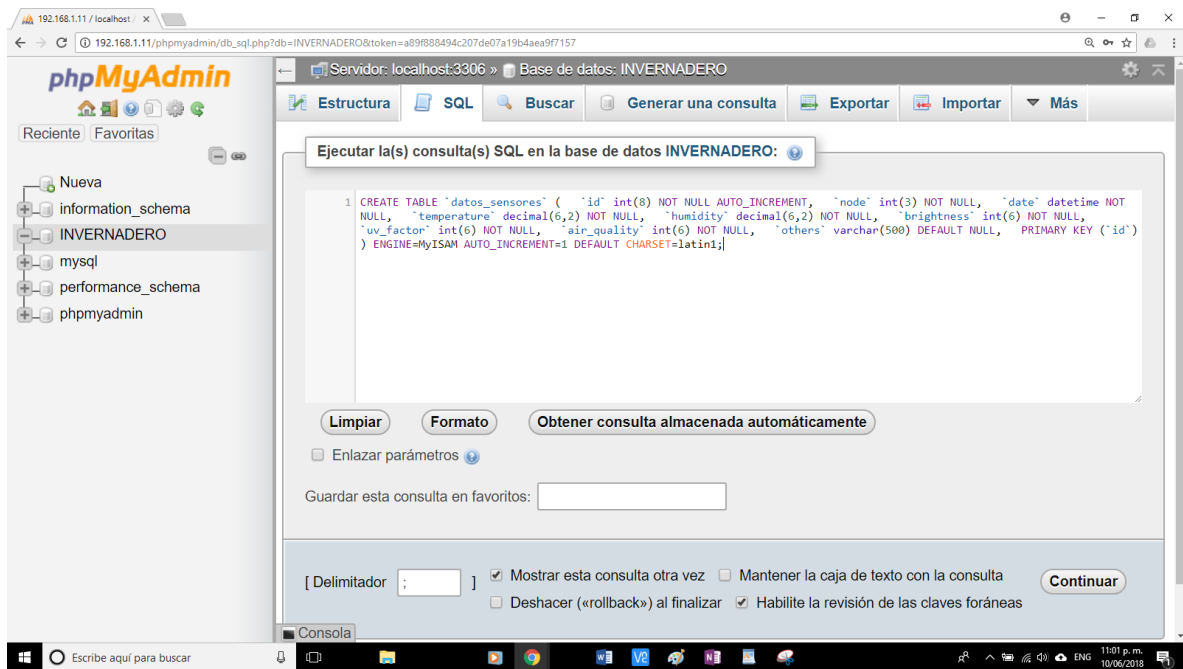 192.168.1.11 / localhost /
192.168.1.11/phpmyadmin/db_sql.php?db=INVERNADERO&token=a89f888494c207de07a19b4aea9f7157
phpMyAdmin
Reciente Favoritas
Nueva
information_schema
INVERNADERO
mysql
performance_schema
phpmyadmin
Servidor: localhost:3306 » Base de datos: INVERNADERO
Estructura SQL Buscar Generar una consulta Exportar Importar Más
Ejecutar la(s) consulta(s) SQL en la base de datos INVERNADERO:
1 CREATE TABLE `datos_sensores` ( `id` int(8) NOT NULL AUTO_INCREMENT, `node` int(3) NOT NULL, `date` datetime NOT
NULL, `temperature` decimal(6,2) NOT NULL, `humidity` decimal(6,2) NOT NULL, `brightness` int(6) NOT NULL,
`uv_factor` int(6) NOT NULL, `air_quality` int(6) NOT NULL, `others` varchar(500) DEFAULT NULL, PRIMARY KEY (`id`)
) ENGINE=MyISAM AUTO_INCREMENT=1 DEFAULT CHARSET=latin1;
Limpiar Formato Obtener consulta almacenada automáticamente
Enlazar parámetros
Guardar esta consulta en favoritos:
[ Delimitador ; ] Mostrar esta consulta otra vez Mantener la caja de texto con la consulta Continuar
Deshacer («rollback») al finalizar Habilite la revisión de las claves foráneas
Consola
Escribe aquí para buscar
ENG
11:01 p. m.
10/06/2018